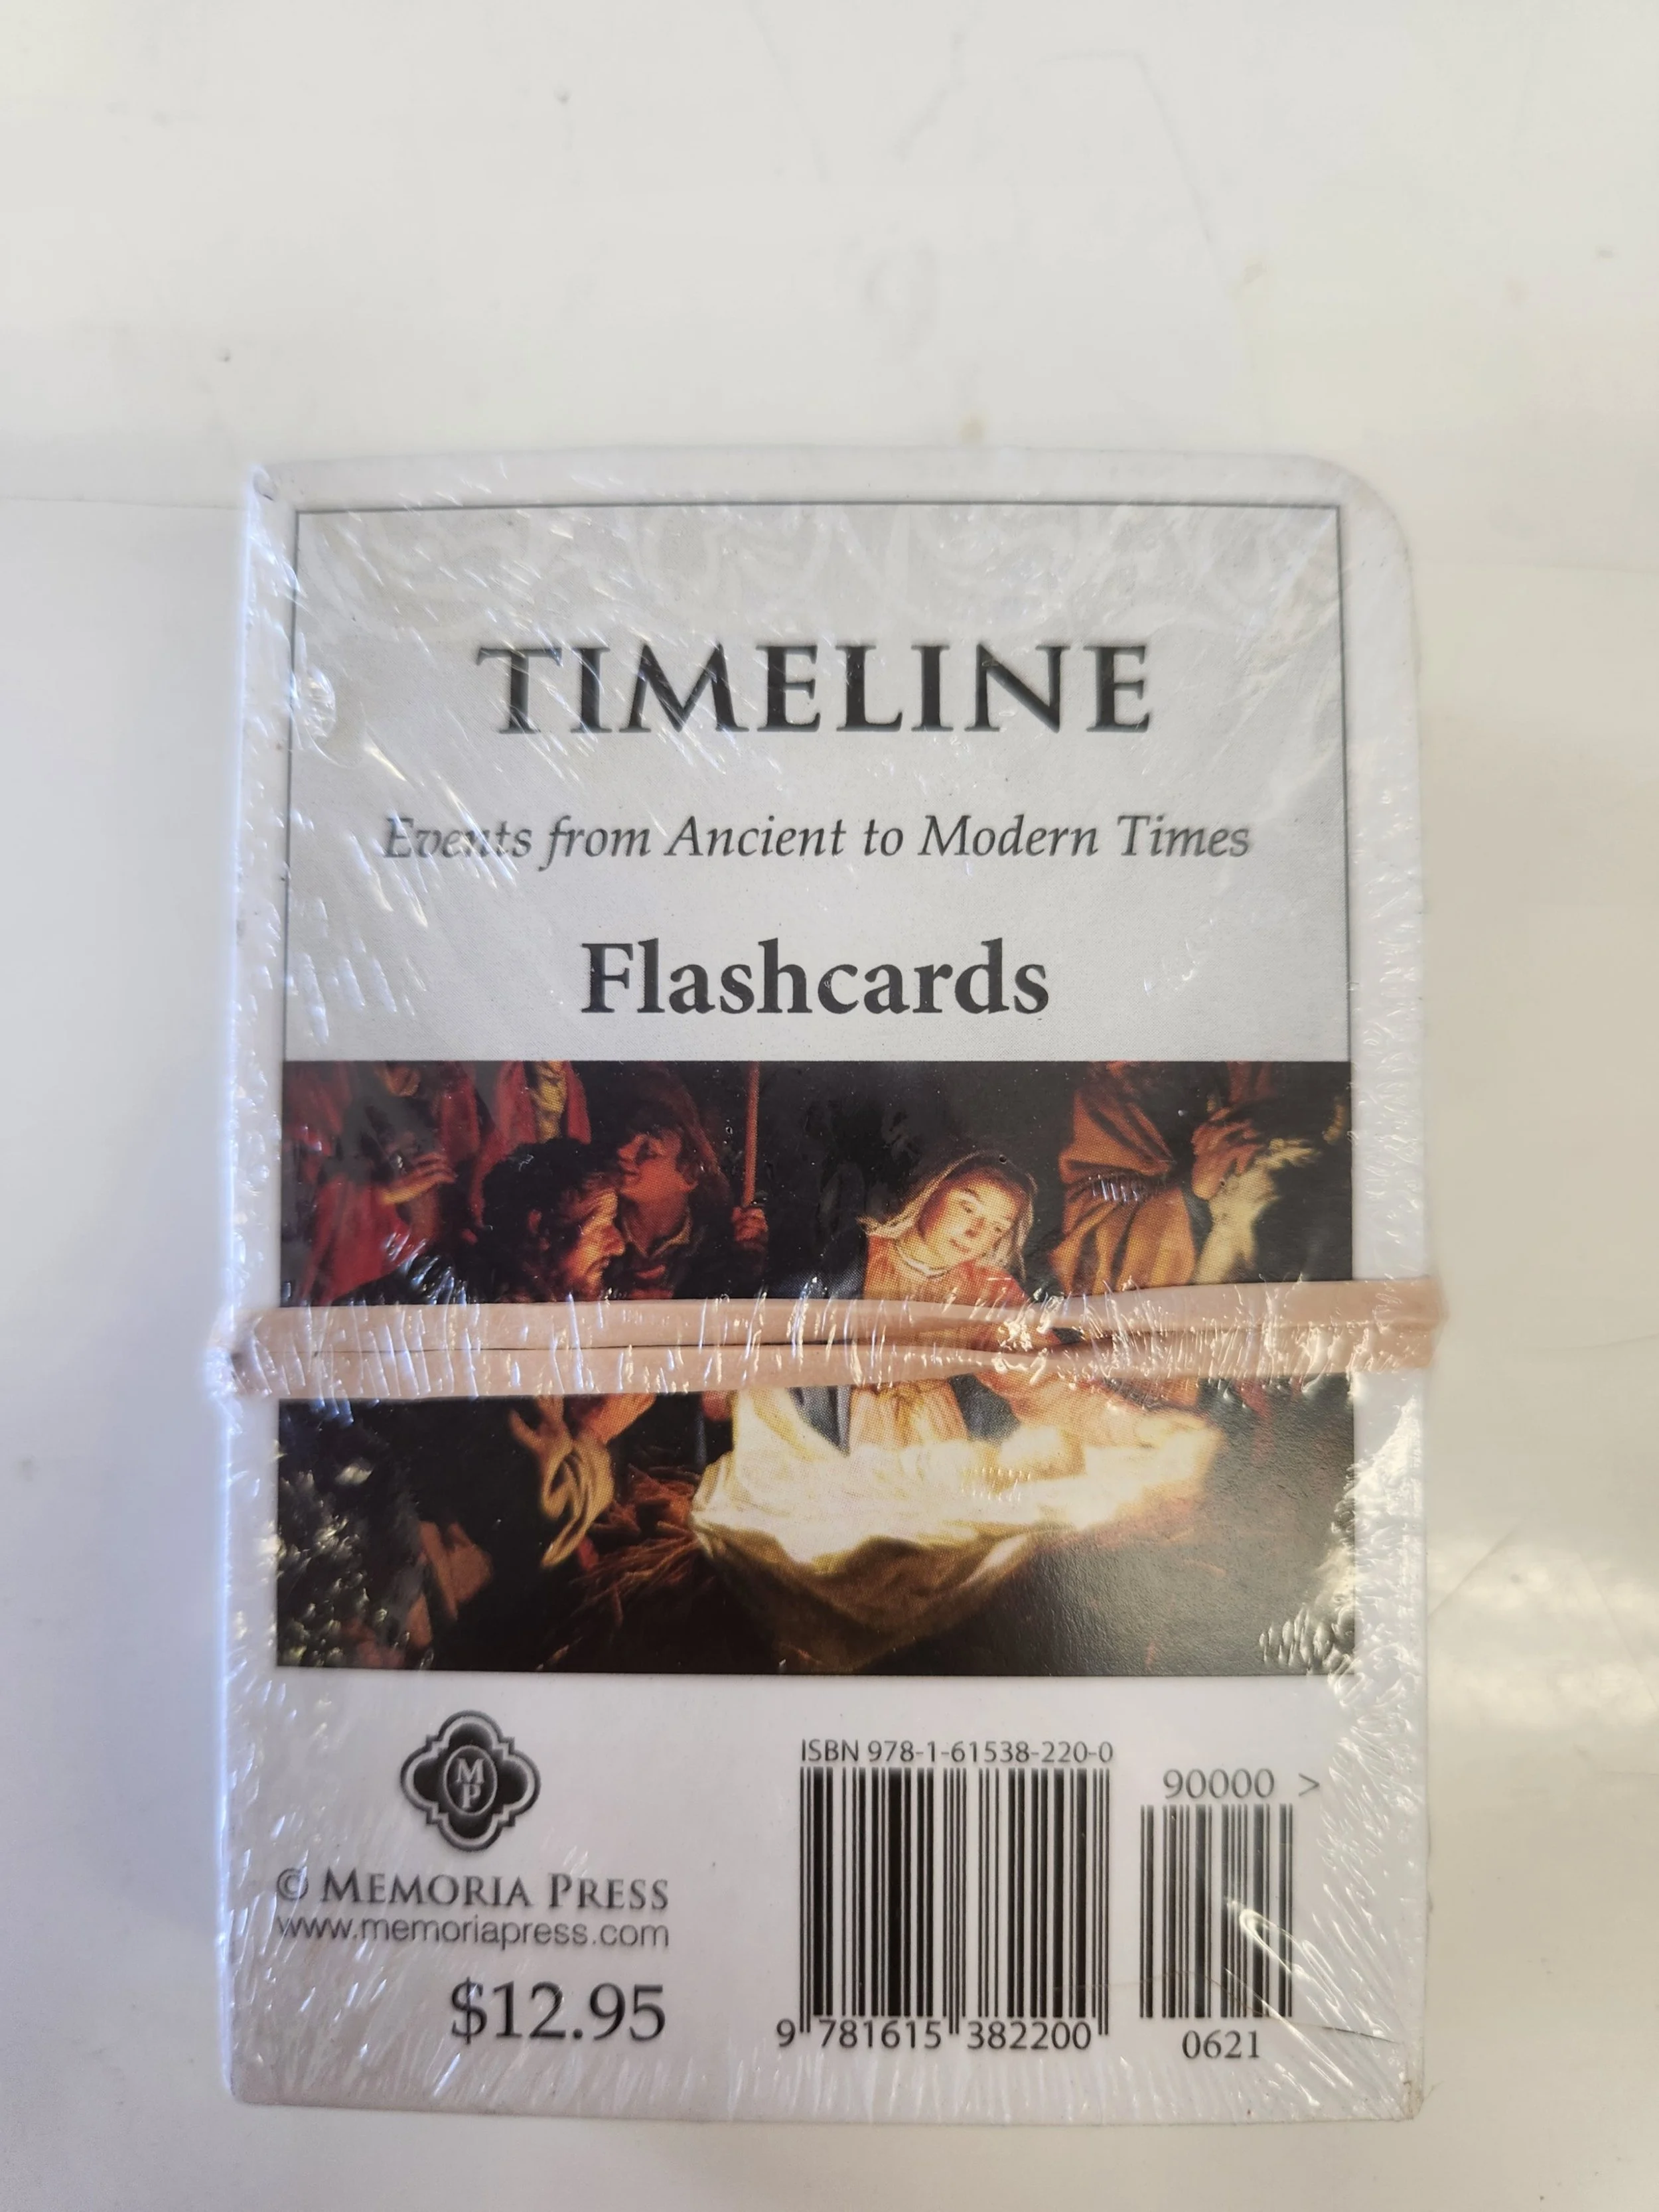 TIMELINE
Events from Ancient to Modern Times
Flashcards
MP
© MEMORIA PRESS
www.memoriapress.com
$12.95
ISBN 978-1-61538-220-0
90000 >
9 781615 382200
0621